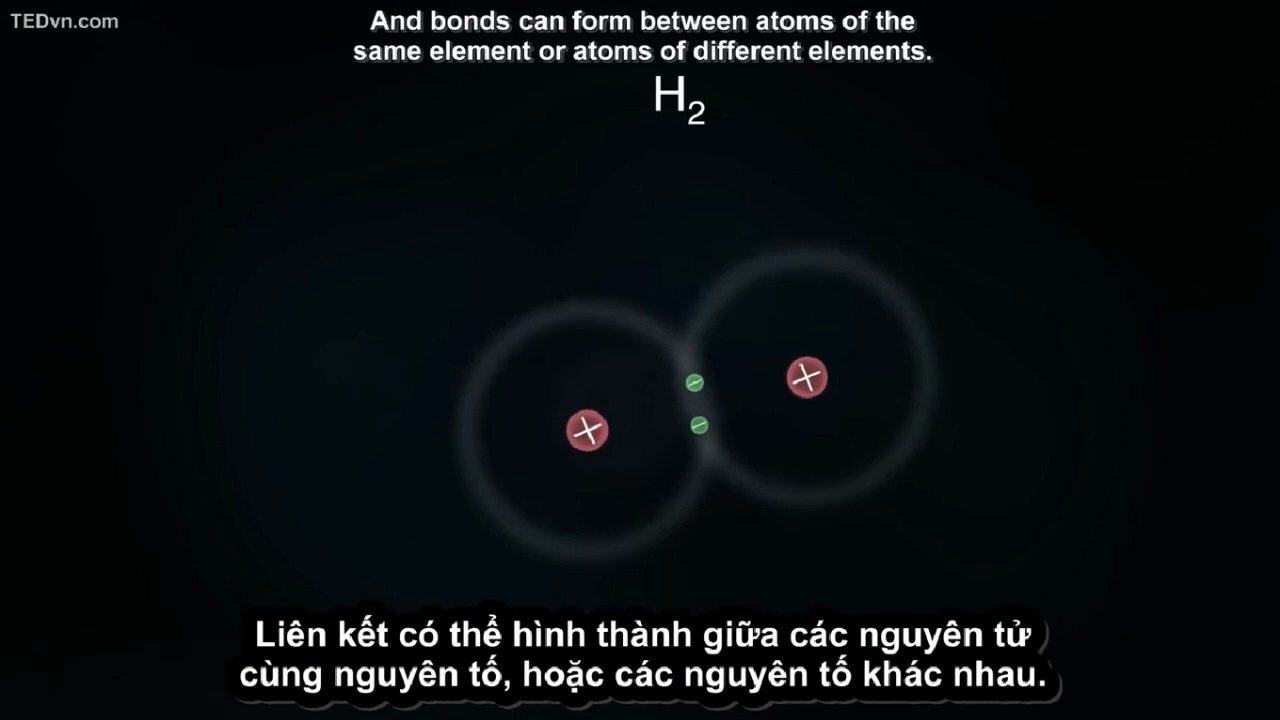 TEDvn.com
And bonds can form between atoms of the
same element or atoms of different elements.
H₂
Liên kết có thể hình thành giữa các nguyên tử
cùng nguyên tố, hoặc các nguyên tố khác nhau.